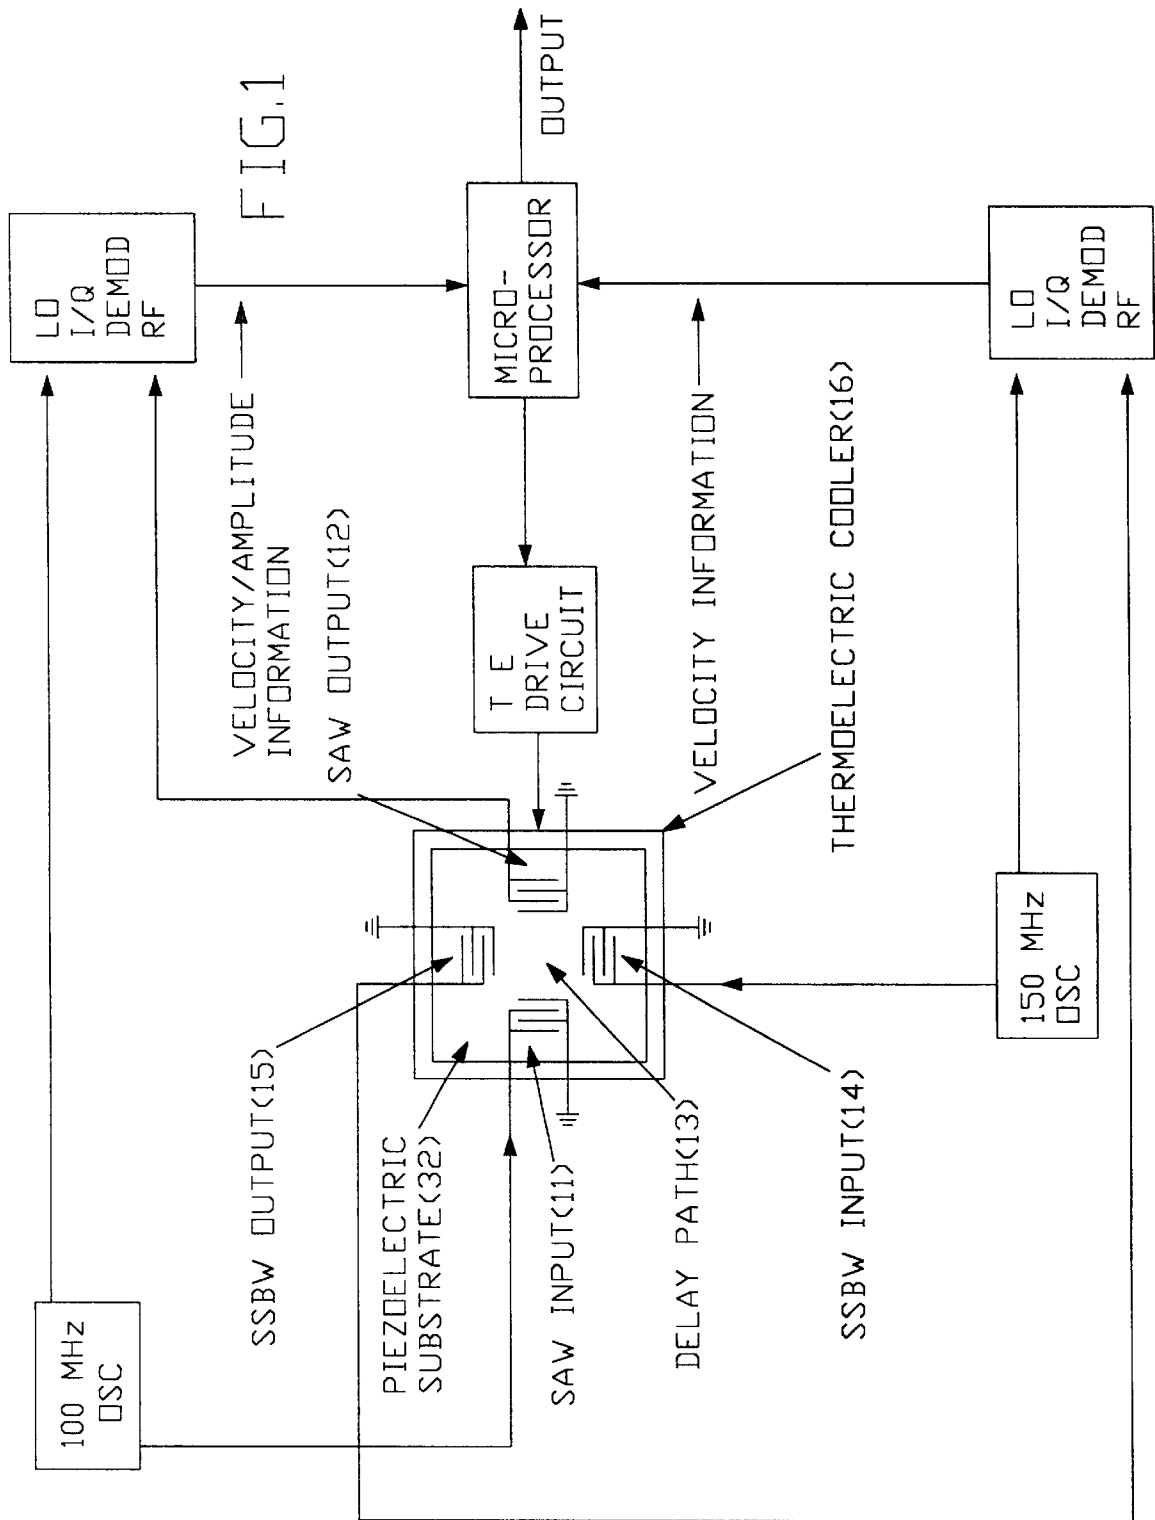 FIG.1
100 MHz
OSC
LO
I/Q
DEMOD
RF
VELOCITY/AMPLITUDE
INFORMATION
SAW OUTPUT(12)
SSBW OUTPUT(15)
PIEZOELECTRIC
SUBSTRATE(32)
SAW INPUT(11)
DELAY PATH(13)
SSBW INPUT(14)
T E
DRIVE
CIRCUIT
MICRO-
PROCESSOR
OUTPUT
VELOCITY INFORMATION
THERMOELECTRIC COOLER(16)
150 MHz
OSC
LO
I/Q
DEMOD
RF